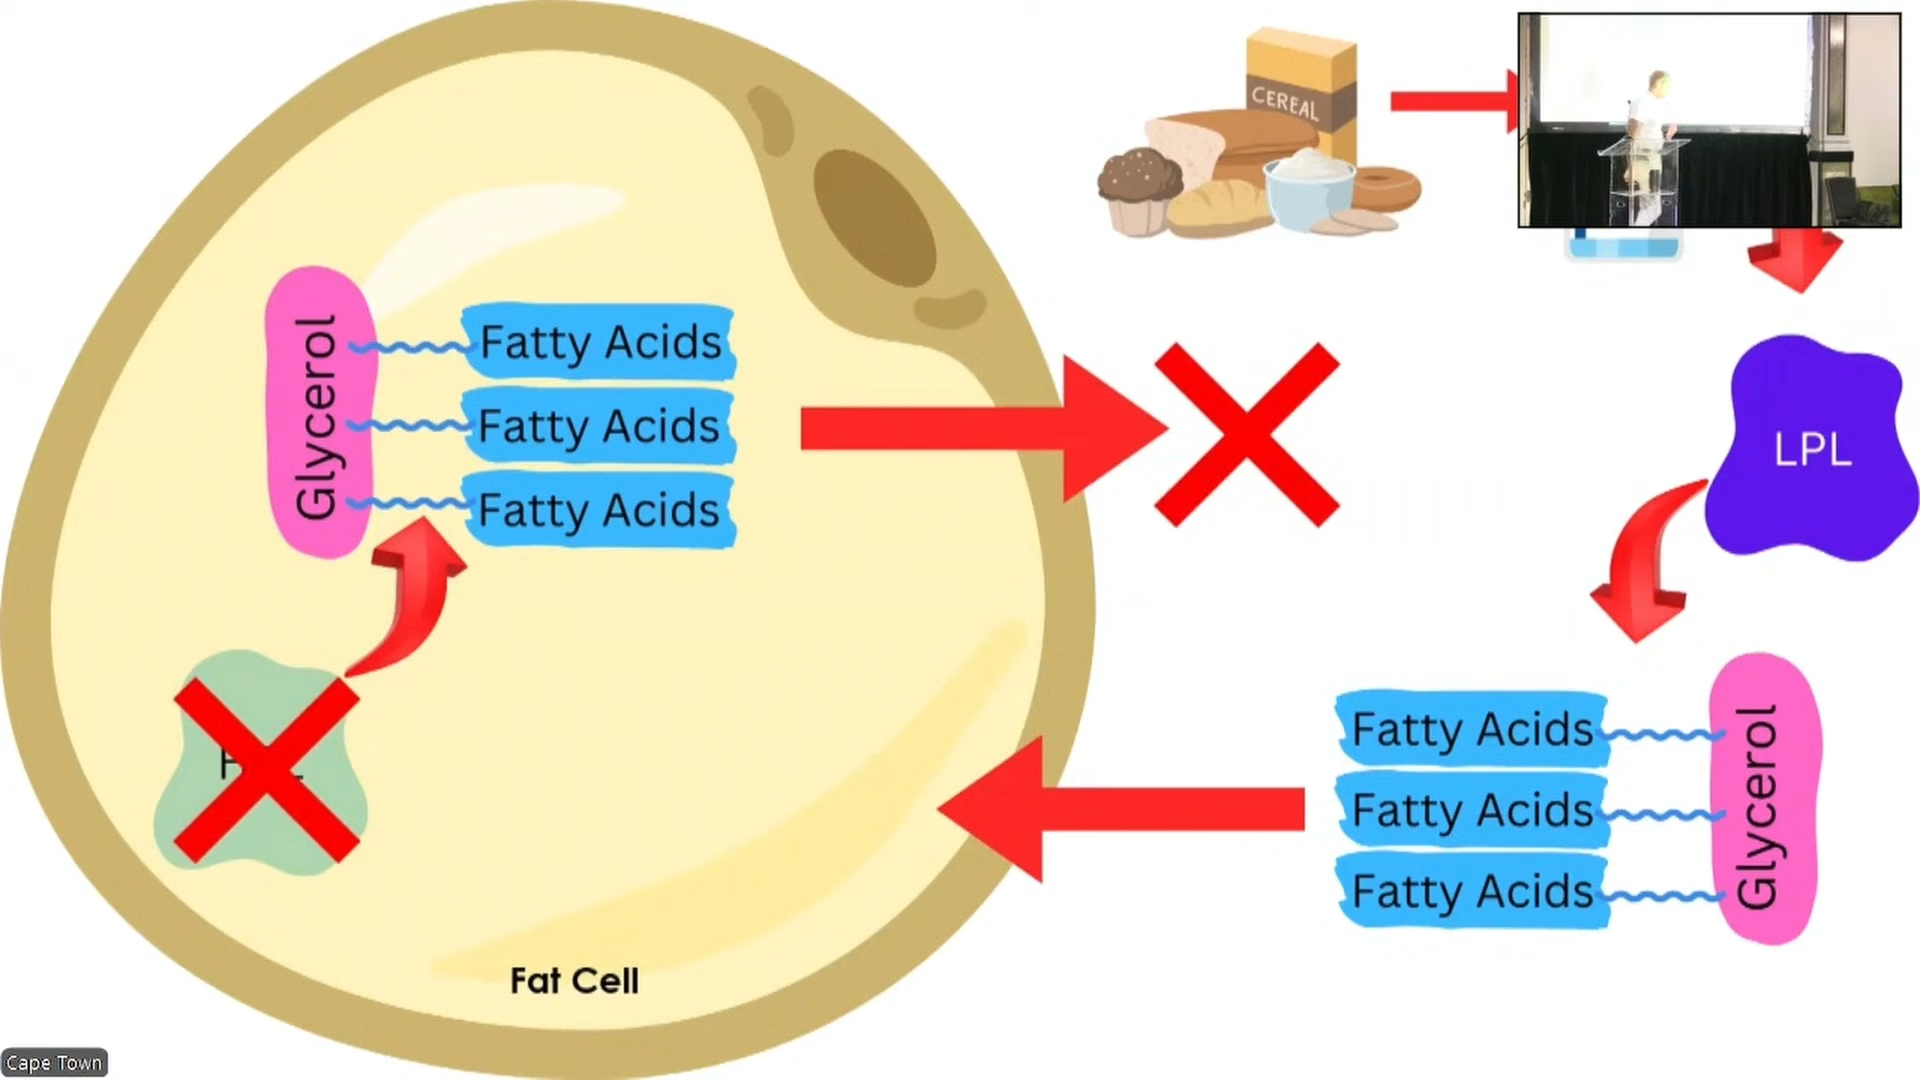 CEREAL
Glycerol
Fatty Acids
Fatty Acids
Fatty Acids
LPL
Fatty Acids
Fatty Acids
Fatty Acids
Glycerol
Fat Cell
Cape Town